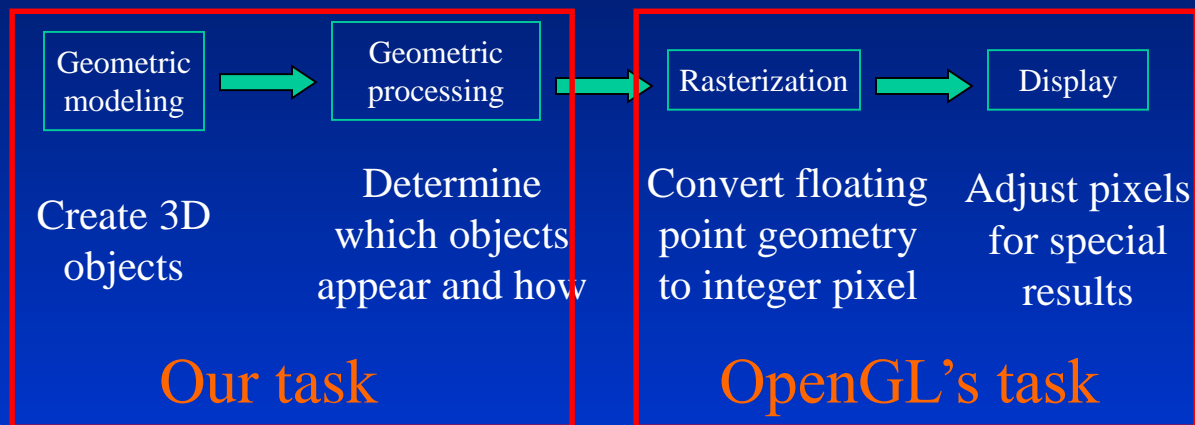 Geometric
modeling
Geometric
processing
Rasterization
Display
Create 3D
objects
Determine
which objects
appear and how
Convert floating
point geometry
to integer pixel
Adjust pixels
for special
results
Our task
OpenGL's task